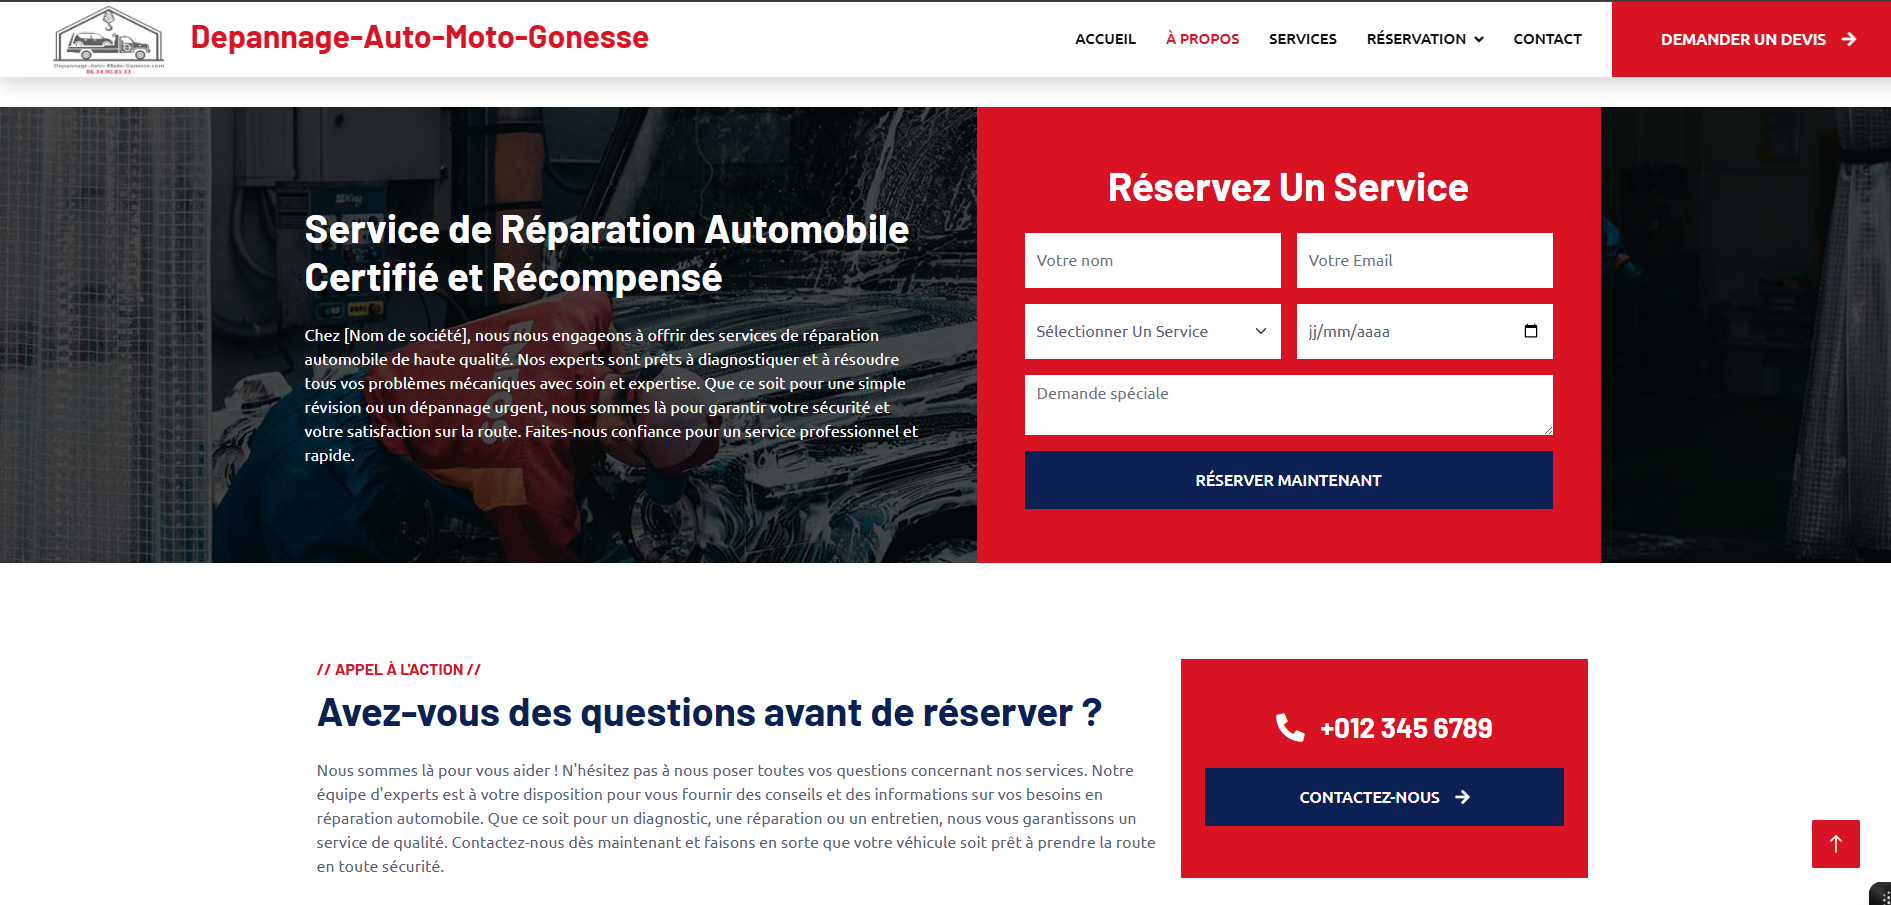 Depannage-Auto-Moto-Gonesse.com
06.34.90.83.33
Depannage-Auto-Moto-Gonesse
ACCUEIL
À PROPOS
SERVICES
RÉSERVATION
CONTACT
DEMANDER UN DEVIS
Service de Réparation Automobile
Certifié et Récompensé
Chez [Nom de société], nous nous engageons à offrir des services de réparation
automobile de haute qualité. Nos experts sont prêts à diagnostiquer et à résoudre
tous vos problèmes mécaniques avec soin et expertise. Que ce soit pour une simple
révision ou un dépannage urgent, nous sommes là pour garantir votre sécurité et
votre satisfaction sur la route. Faites-nous confiance pour un service professionnel et
rapide.
Réservez Un Service
Votre nom
Votre Email
Sélectionner Un Service
jj/mm/aaaa
Demande spéciale
RÉSERVER MAINTENANT
// APPEL À L'ACTION //
Avez-vous des questions avant de réserver ?
Nous sommes là pour vous aider ! N'hésitez pas à nous poser toutes vos questions concernant nos services. Notre
équipe d'experts est à votre disposition pour vous fournir des conseils et des informations sur vos besoins en
réparation automobile. Que ce soit pour un diagnostic, une réparation ou un entretien, nous vous garantissons un
service de qualité. Contactez-nous dès maintenant et faisons en sorte que votre véhicule soit prêt à prendre la route
en toute sécurité.
+012 345 6789
CONTACTEZ-NOUS